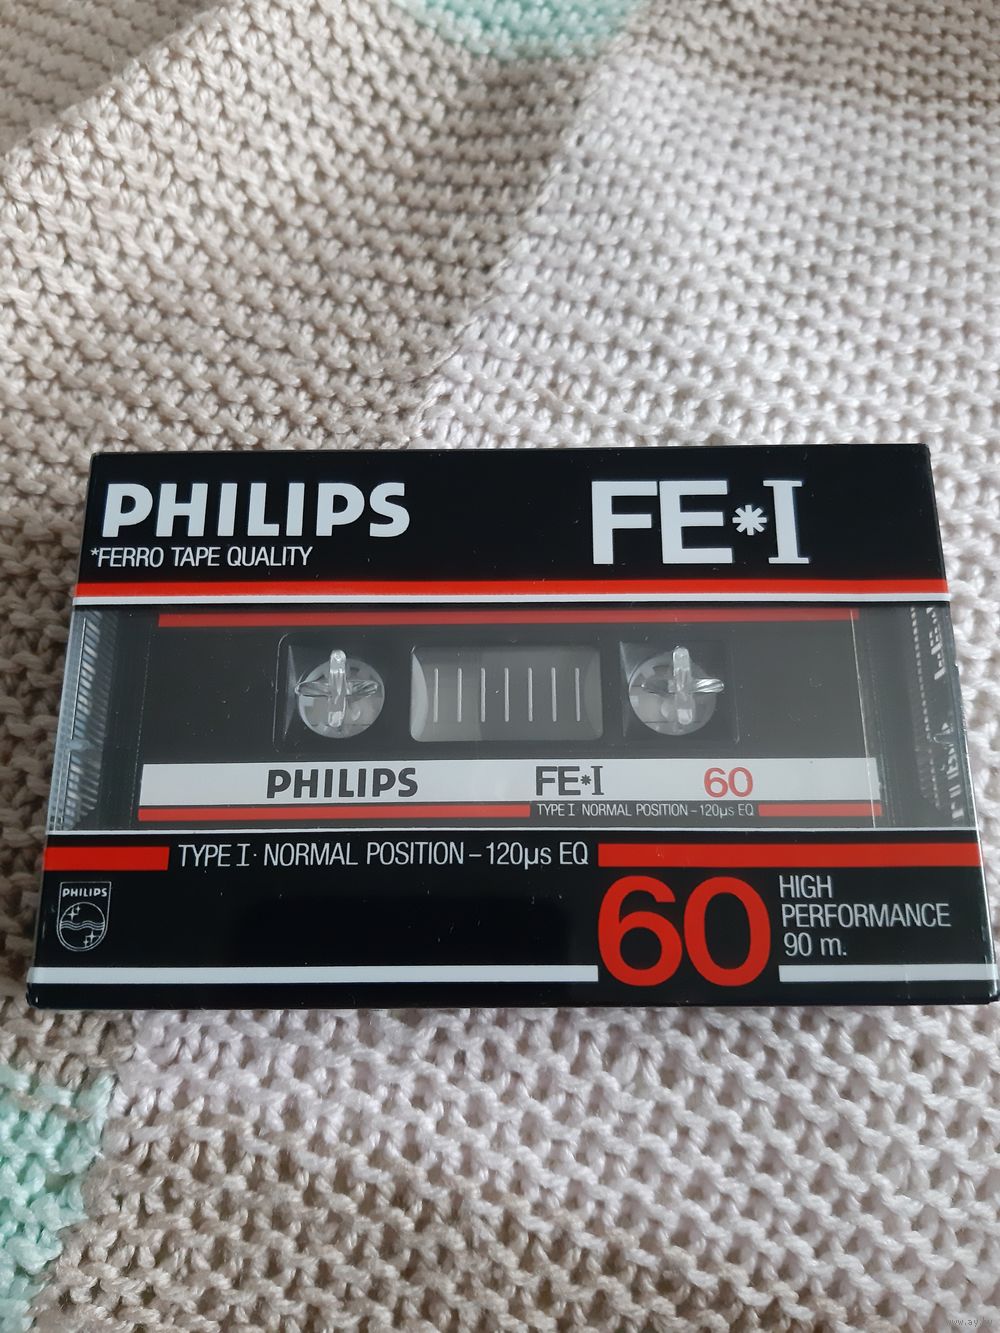 PHILIPS
FE*I
*FERRO TAPE QUALITY
PHILIPS
FE*I
60
TYPE I NORMAL POSITION-120µs EQ
TYPE I· NORMAL POSITION-120µs EQ
PHILIPS
60
HIGH
PERFORMANCE
90 m.